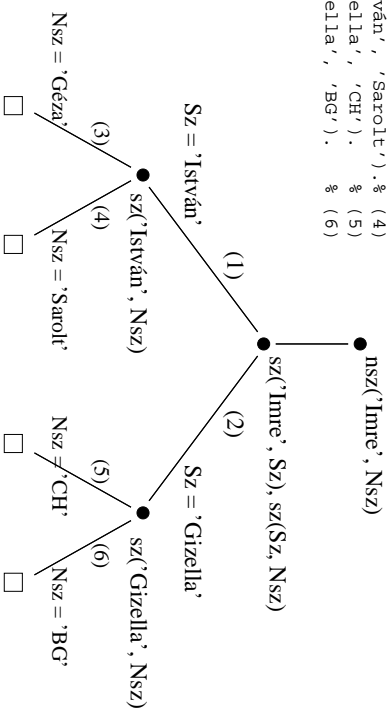 ván', 'Sarolt').% (4)
ella', 'CH'). % (5)
ella', 'BG'). % (6)
nsz(’Imre’, Nsz)
sz(’Imre’, Sz), sz(Sz, Nsz)
(1)
(2)
Sz = ’István’
Sz = ’Gizella’
sz(’István’, Nsz)
sz(’Gizella’, Nsz)
(3)
(4)
(5)
(6)
Nsz = ’Géza’
Nsz = ’Sarolt’
Nsz = ’CH’
Nsz = ’BG’